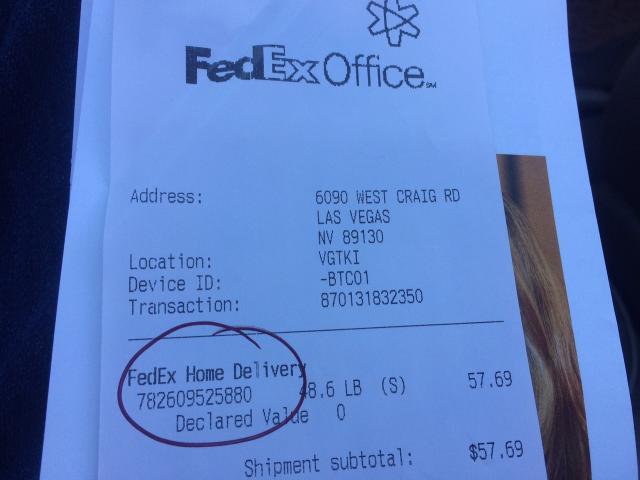 FedEx Office SM
Address: 6090 WEST CRAIG RD
LAS VEGAS
NV 89130
Location: VGTKI
Device ID: -BTC01
Transaction: 870131832350
FedEx Home Delivery
782609525880 48.6 LB (S) 57.69
Declared Value 0
Shipment subtotal: $57.69